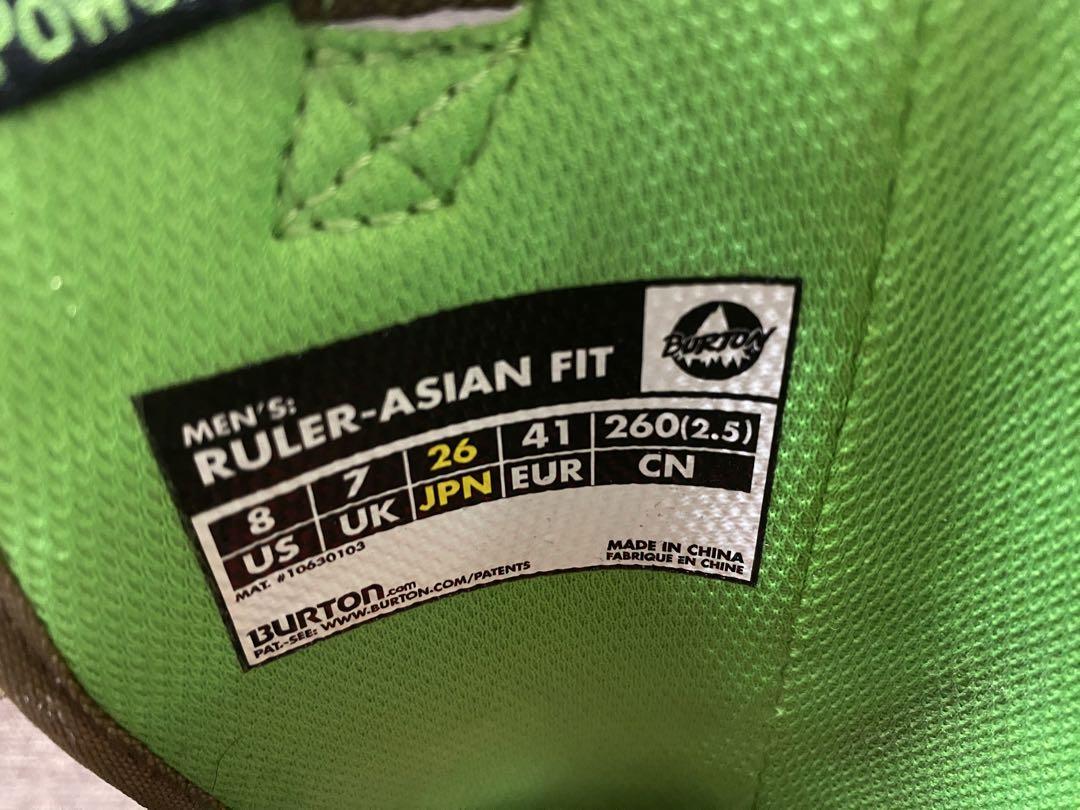 POWE
BURTON
MEN'S:
RULER-ASIAN FIT
8 7 26 41 260(2.5)
US UK JPN EUR CN
MAT. #10630103
MADE IN CHINA
FABRIQUE EN CHINE
BURTON.com
PAT.-SEE: WWW.BURTON.COM/PATENTS